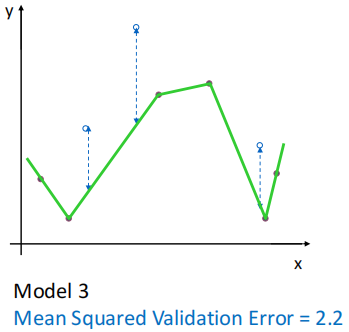 y
x
Model 3
Mean Squared Validation Error = 2.2